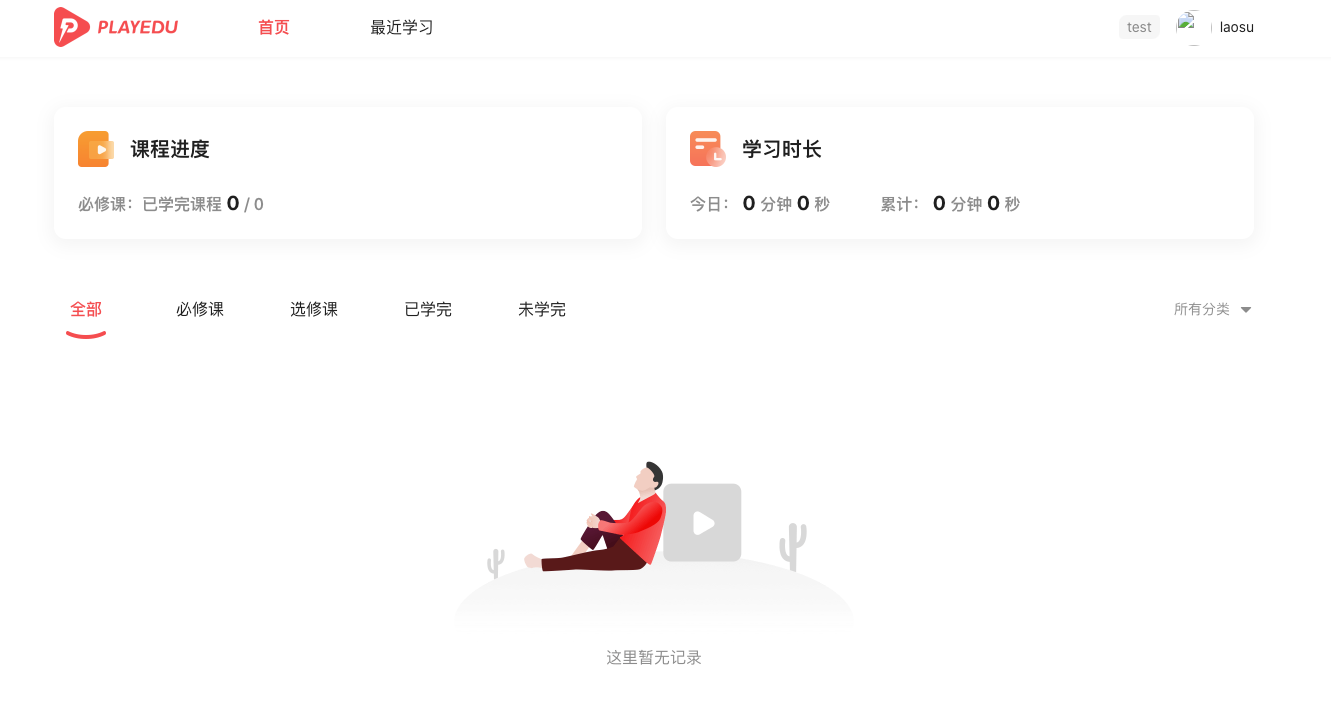 PLAYEDU 首页 最近学习 test laosu
课程进度
必修课：已学完课程 0 / 0
学习时长
今日： 0 分钟 0 秒 累计： 0 分钟 0 秒
全部 必修课 选修课 已学完 未学完 所有分类
这里暂无记录